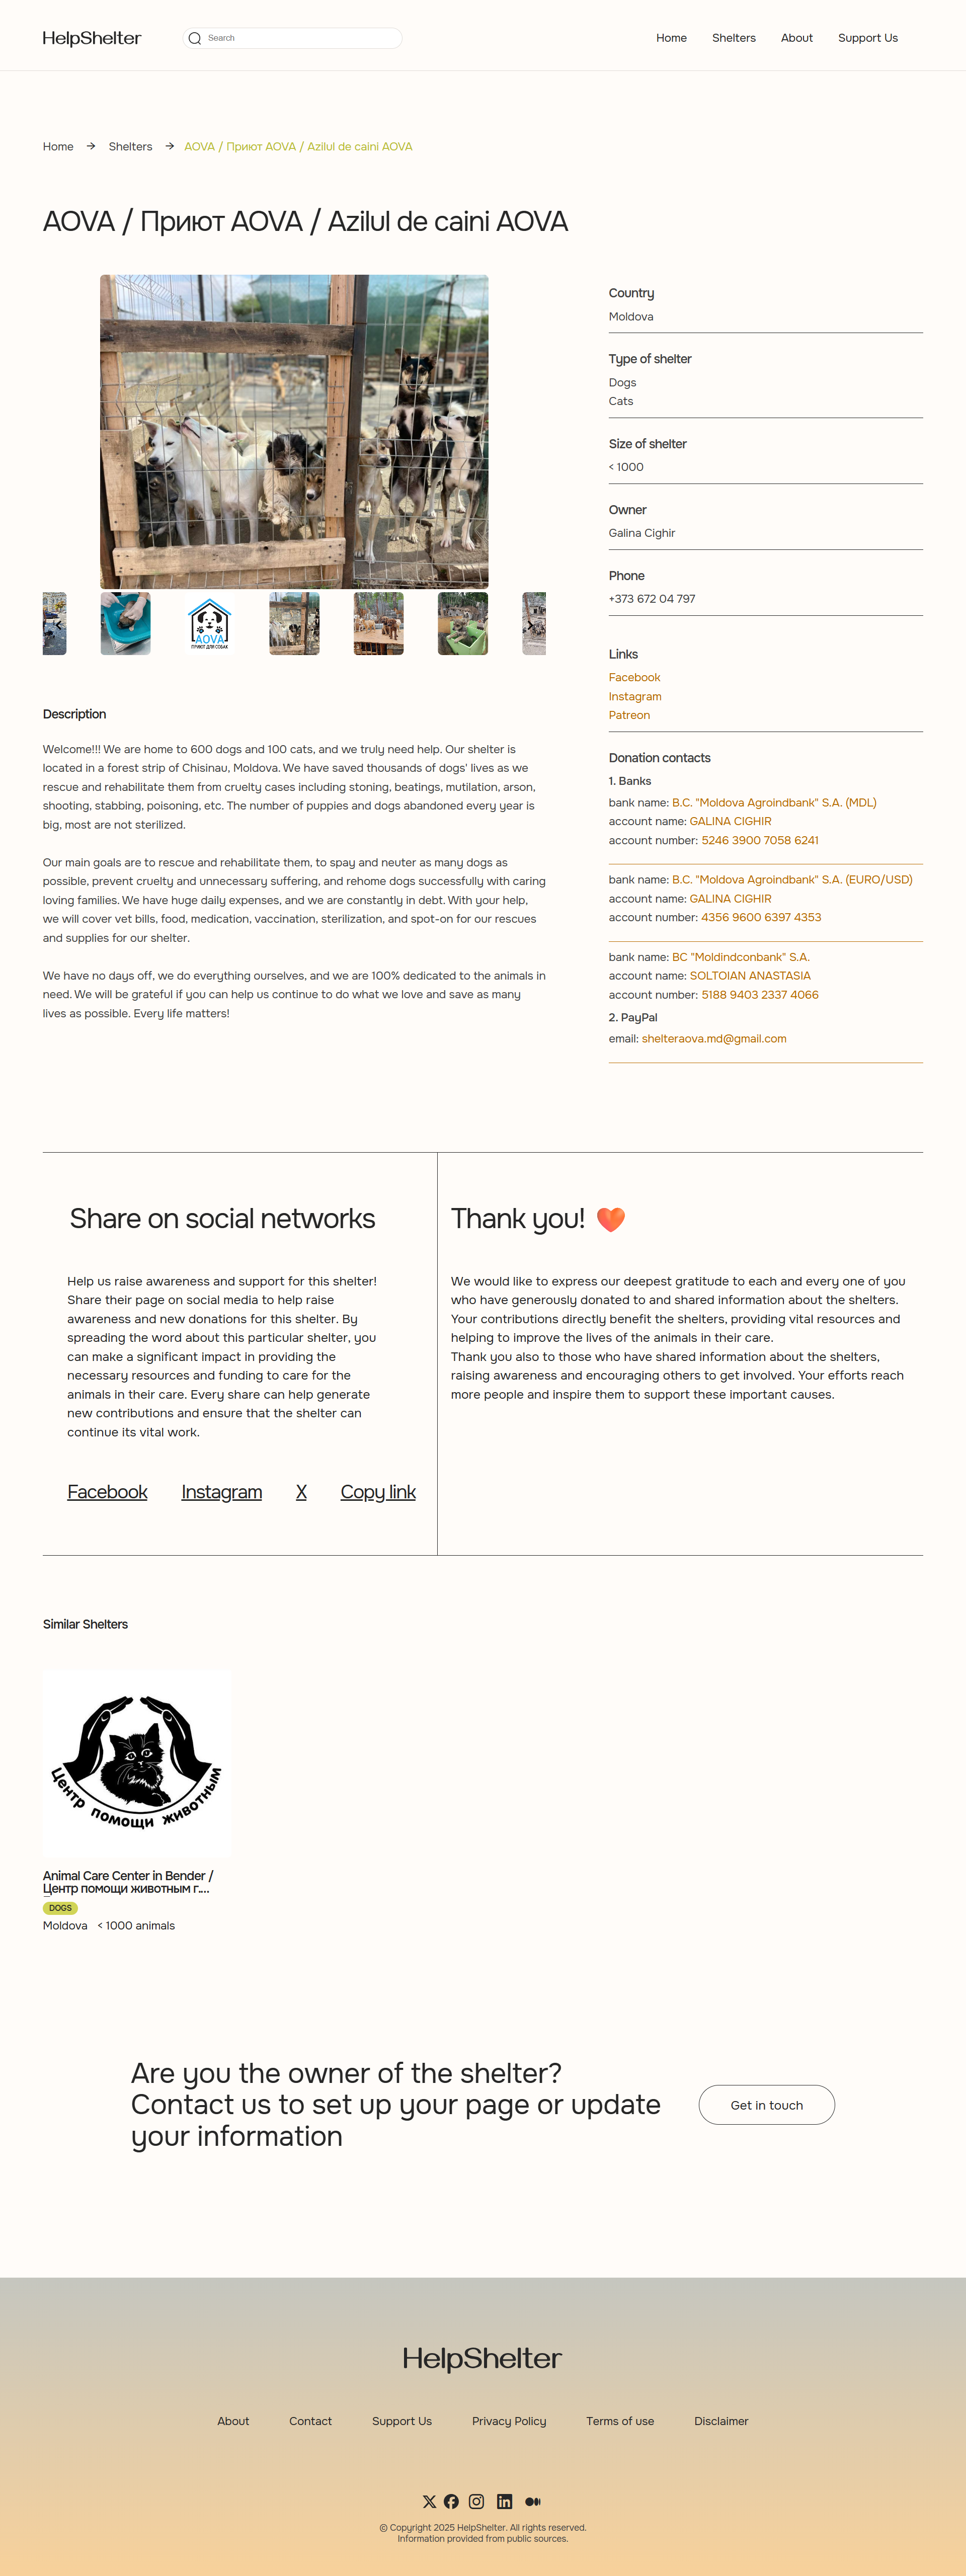 HelpShelter
Search
Home
Shelters
About
Support Us
Home → Shelters → AOVA / Приют AOVA / Azilul de caini AOVA
AOVA / Приют AOVA / Azilul de caini AOVA
AOVA
ПРИЮТ ДЛЯ СОБАК
Description
Welcome!!! We are home to 600 dogs and 100 cats, and we truly need help. Our shelter is
located in a forest strip of Chisinau, Moldova. We have saved thousands of dogs' lives as we
rescue and rehabilitate them from cruelty cases including stoning, beatings, mutilation, arson,
shooting, stabbing, poisoning, etc. The number of puppies and dogs abandoned every year is
big, most are not sterilized.
Our main goals are to rescue and rehabilitate them, to spay and neuter as many dogs as
possible, prevent cruelty and unnecessary suffering, and rehome dogs successfully with caring
loving families. We have huge daily expenses, and we are constantly in debt. With your help,
we will cover vet bills, food, medication, vaccination, sterilization, and spot-on for our rescues
and supplies for our shelter.
We have no days off, we do everything ourselves, and we are 100% dedicated to the animals in
need. We will be grateful if you can help us continue to do what we love and save as many
lives as possible. Every life matters!
Country
Moldova
Type of shelter
Dogs
Cats
Size of shelter
< 1000
Owner
Galina Cighir
Phone
+373 672 04 797
Links
Facebook
Instagram
Patreon
Donation contacts
1. Banks
bank name: B.C. "Moldova Agroindbank" S.A. (MDL)
account name: GALINA CIGHIR
account number: 5246 3900 7058 6241
bank name: B.C. "Moldova Agroindbank" S.A. (EURO/USD)
account name: GALINA CIGHIR
account number: 4356 9600 6397 4353
bank name: BC "Moldindconbank" S.A.
account name: SOLTOIAN ANASTASIA
account number: 5188 9403 2337 4066
2. PayPal
email: shelteraova.md@gmail.com
Share on social networks
Help us raise awareness and support for this shelter!
Share their page on social media to help raise
awareness and new donations for this shelter. By
spreading the word about this particular shelter, you
can make a significant impact in providing the
necessary resources and funding to care for the
animals in their care. Every share can help generate
new contributions and ensure that the shelter can
continue its vital work.
Facebook
Instagram
X
Copy link
Thank you!
We would like to express our deepest gratitude to each and every one of you
who have generously donated to and shared information about the shelters.
Your contributions directly benefit the shelters, providing vital resources and
helping to improve the lives of the animals in their care.
Thank you also to those who have shared information about the shelters,
raising awareness and encouraging others to get involved. Your efforts reach
more people and inspire them to support these important causes.
Similar Shelters
Центр помощи животным
Animal Care Center in Bender /
Центр помощи животным г....
DOGS
Moldova < 1000 animals
Are you the owner of the shelter?
Contact us to set up your page or update
your information
Get in touch
HelpShelter
About
Contact
Support Us
Privacy Policy
Terms of use
Disclaimer
© Copyright 2025 HelpShelter. All rights reserved.
Information provided from public sources.